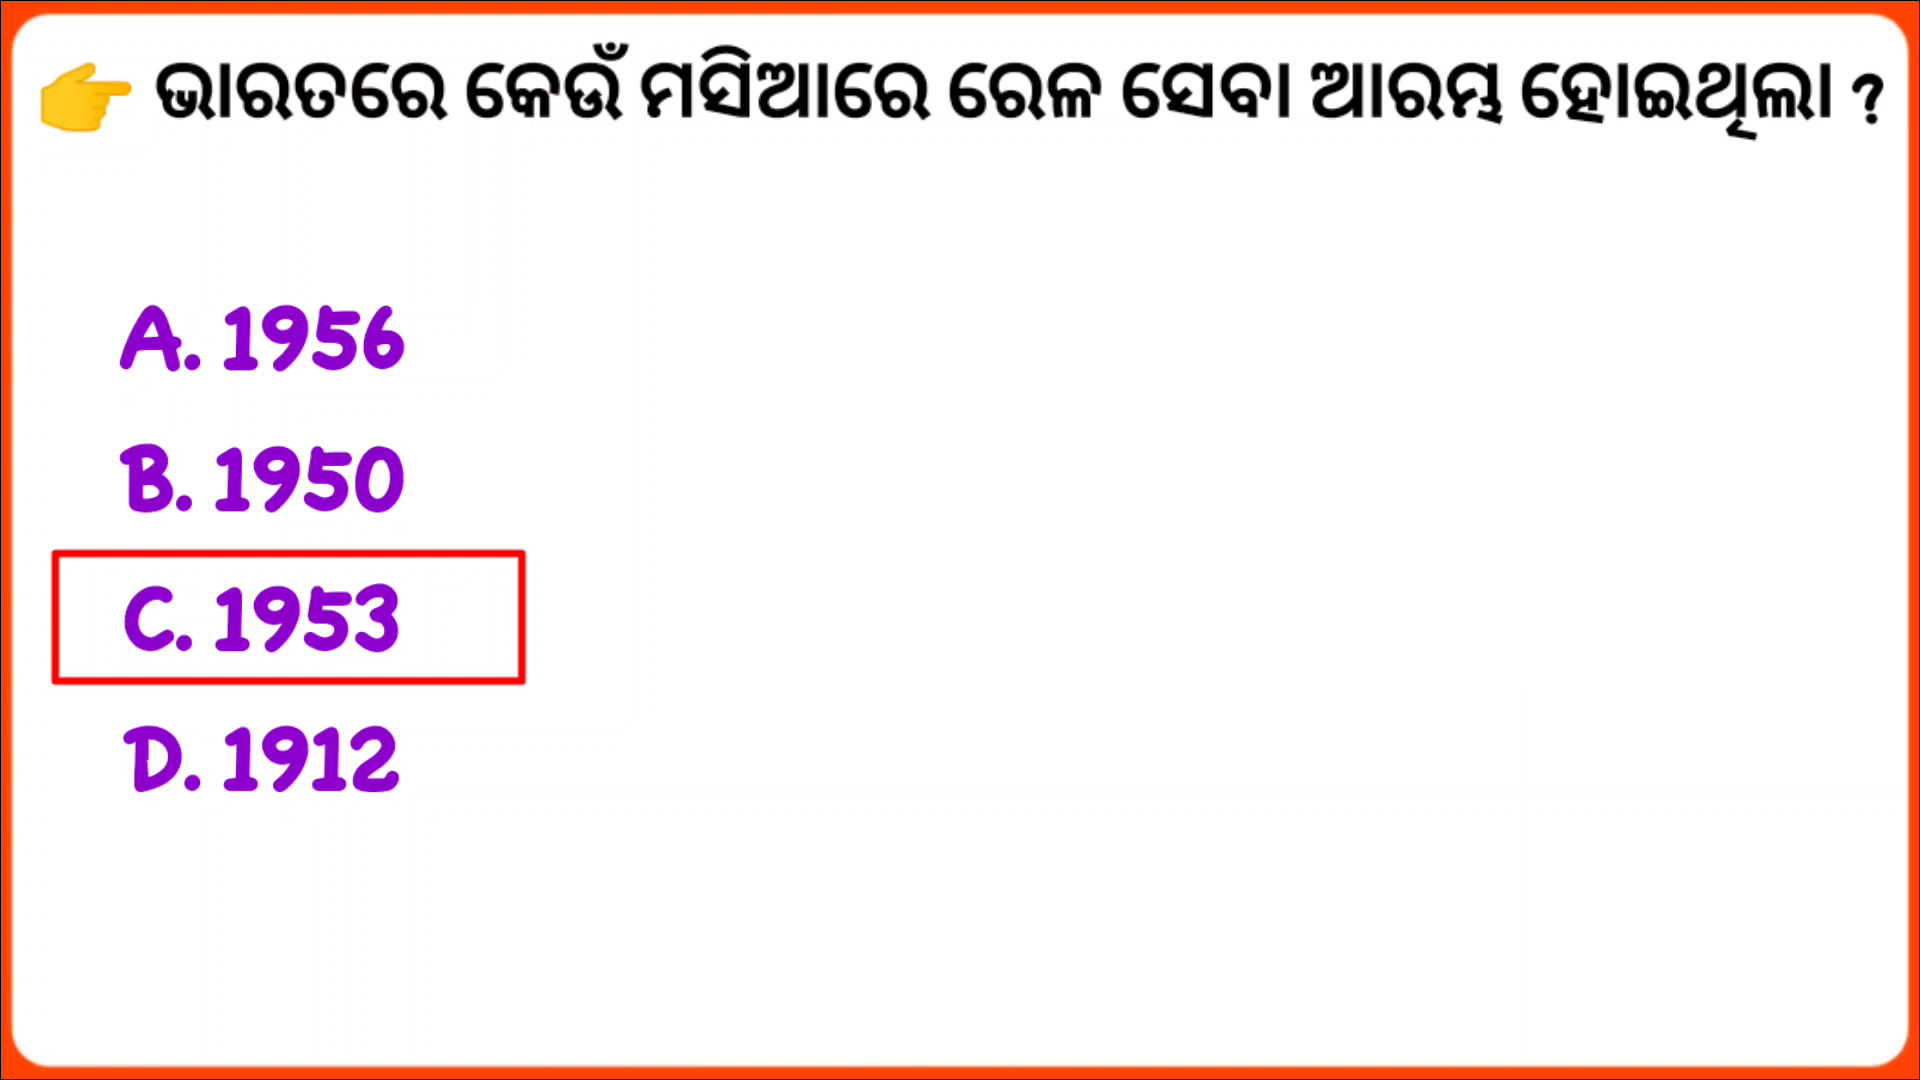 👉 ଭାରତରେ କେଉଁ ମସିଆରେ ରେଳ ସେବା ଆରମ୍ଭ ହୋଇଥିଲା ?
A. 1956
B. 1950
C. 1953
D. 1912